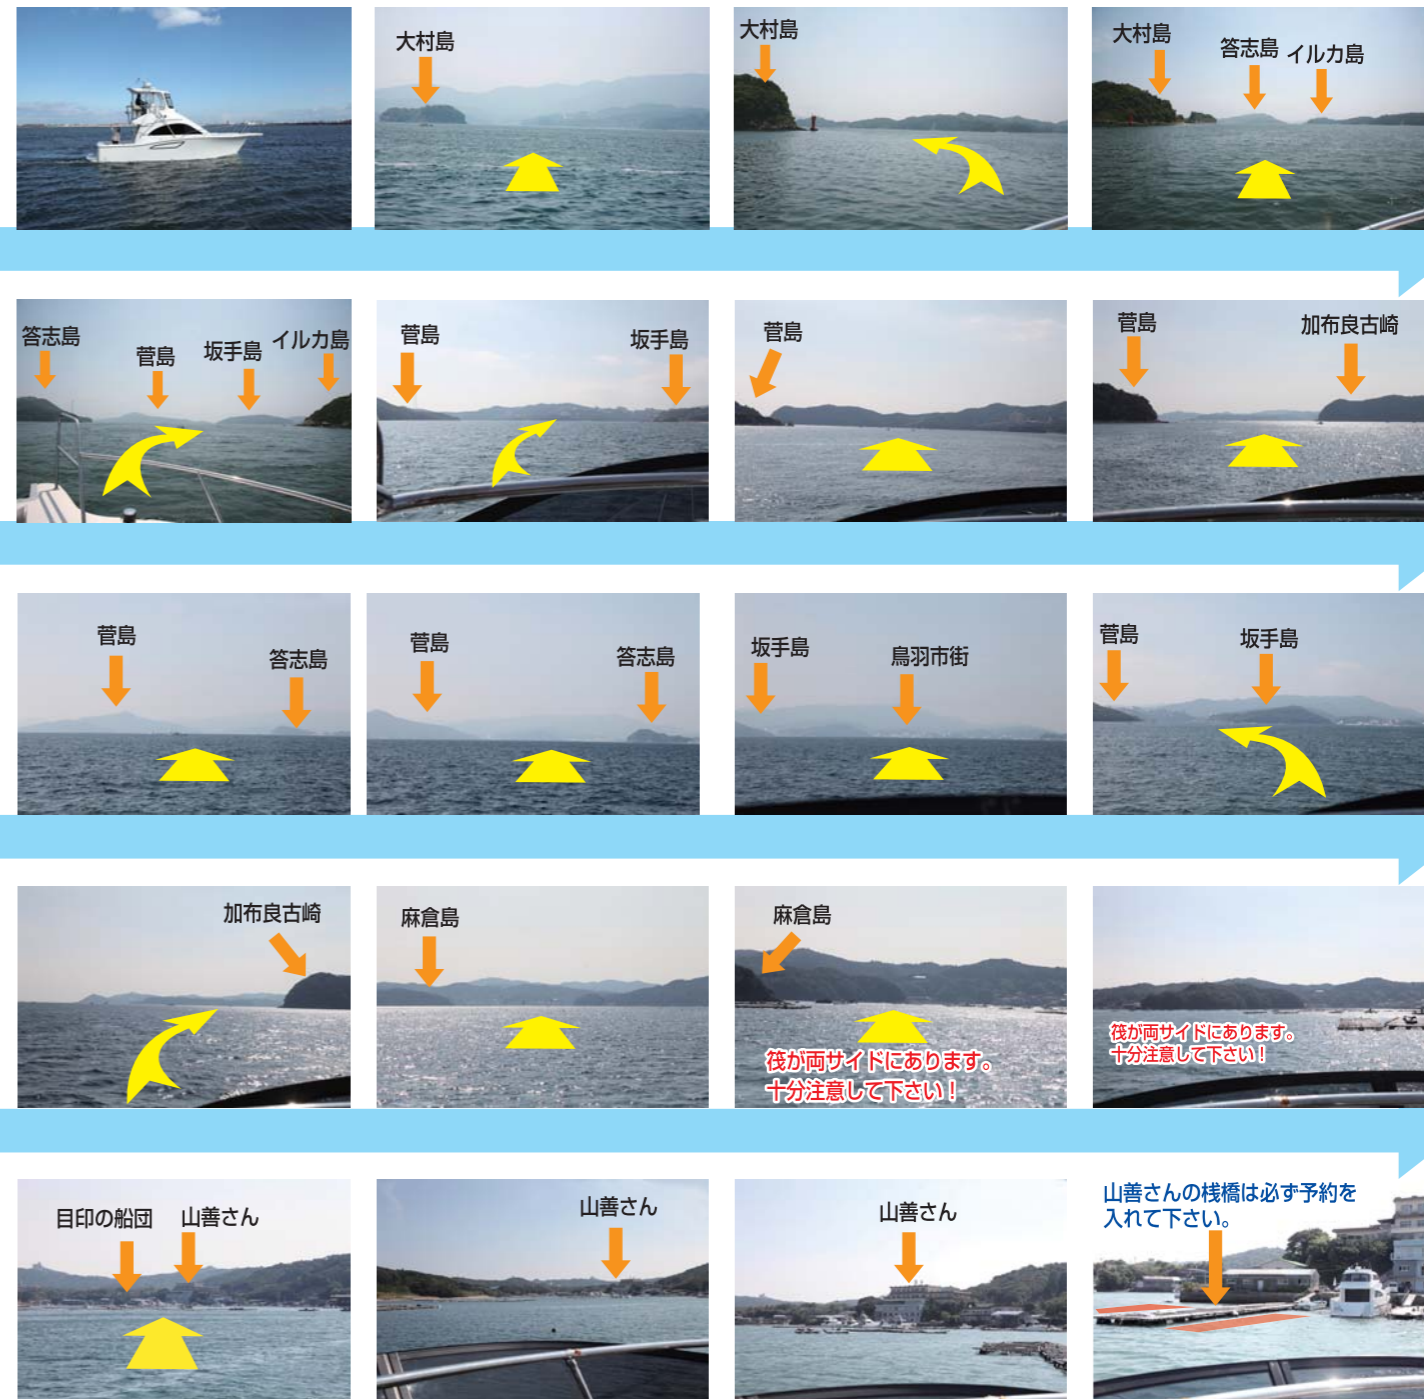 大村島
大村島
大村島
答志島
イルカ島
答志島
菅島
坂手島
イルカ島
菅島
坂手島
菅島
菅島
加布良古崎
菅島
答志島
菅島
答志島
坂手島
鳥羽市街
菅島
坂手島
加布良古崎
麻倉島
麻倉島
筏が両サイドにあります。
十分注意して下さい！
筏が両サイドにあります。
十分注意して下さい！
目印の船団
山善さん
山善さん
山善さん
山善さんの桟橋は必ず予約を
入れて下さい。